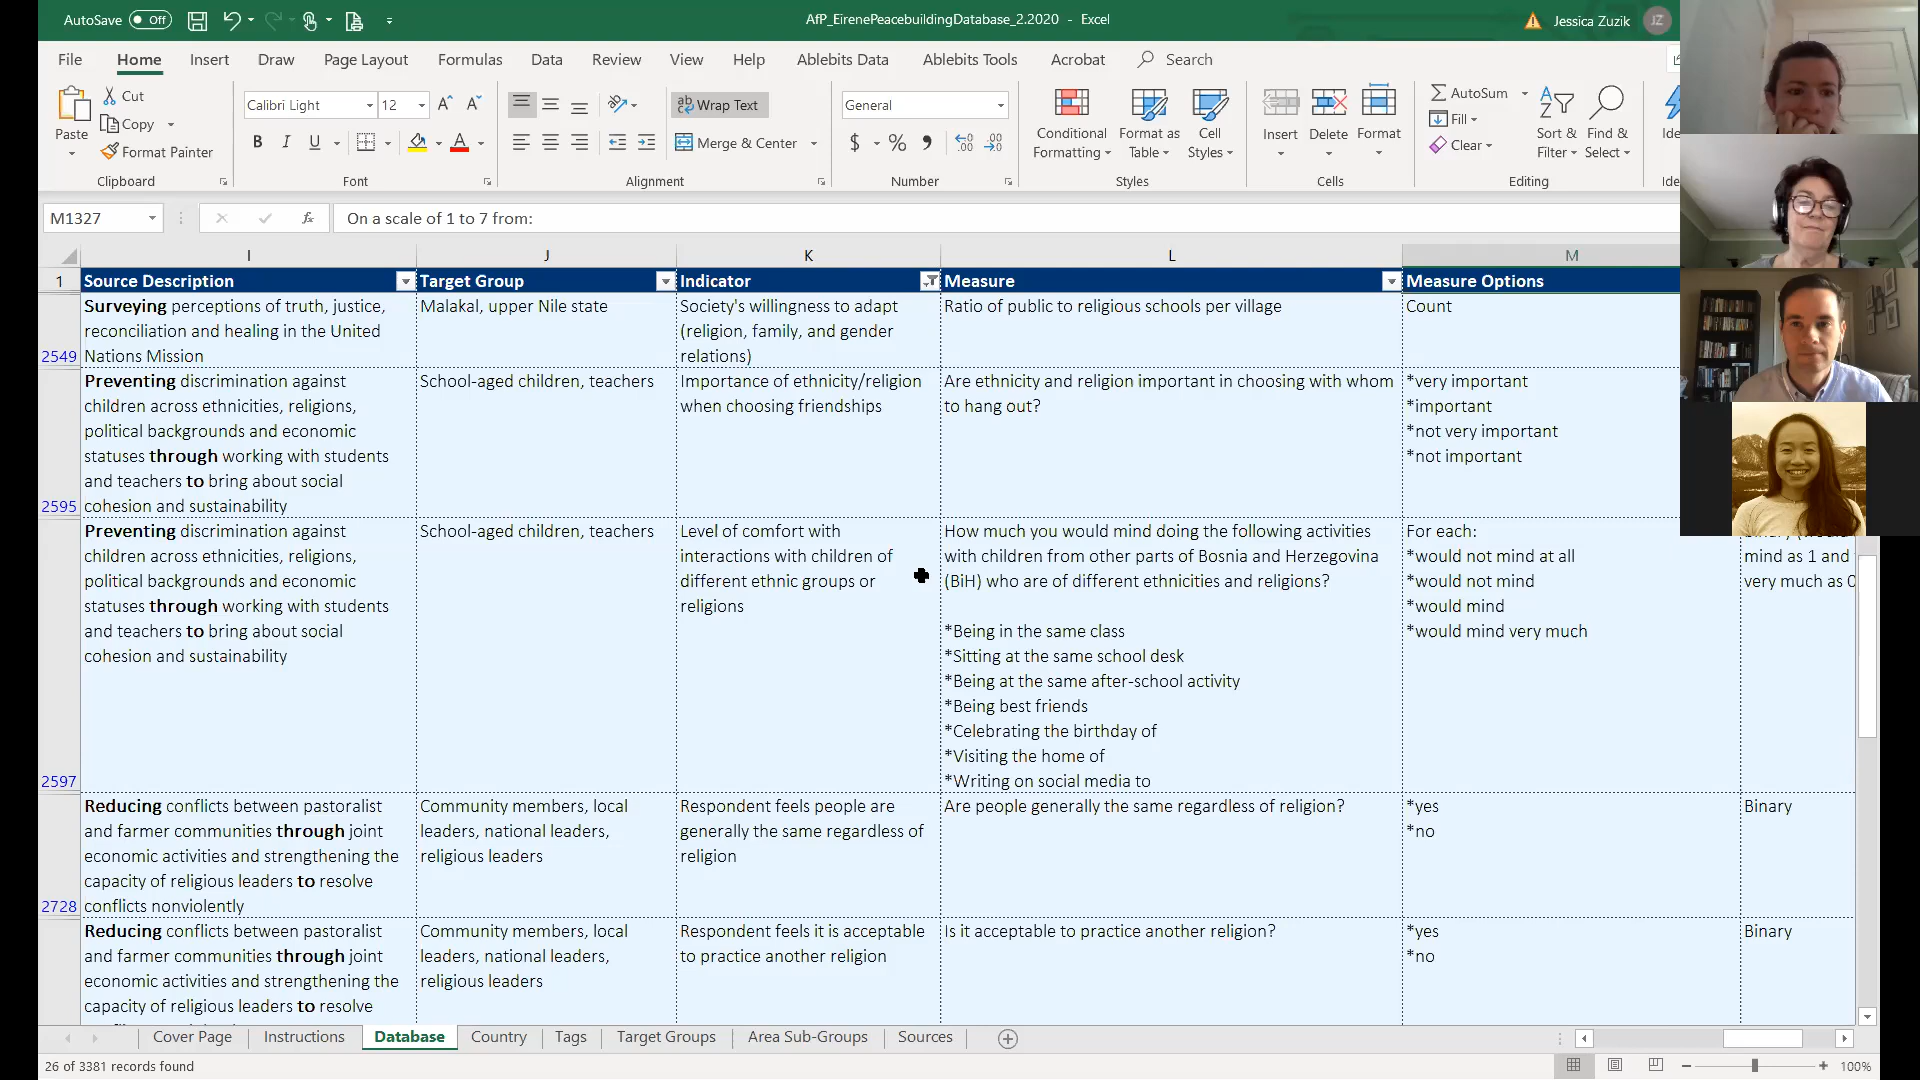 AutoSave Off
AfP_EirenePeacebuildingDatabase_2.2020 - Excel
Jessica Zuzik JZ
File Home Insert Draw Page Layout Formulas Data Review View Help Ablebits Data Ablebits Tools Acrobat Search
Paste
Cut
Copy
Format Painter
Clipboard
Calibri Light 12
B I U
Font
Wrap Text
Merge & Center
Alignment
General
$ % ,
Number
Conditional Formatting
Format as Table
Cell Styles
Styles
Insert Delete Format
Cells
AutoSum
Fill
Clear
Sort & Filter
Find & Select
Editing
Ide
M1327
fx
On a scale of 1 to 7 from:
I J K L M
1 Source Description Target Group Indicator Measure Measure Options
2549
Surveying perceptions of truth, justice,
reconciliation and healing in the United
Nations Mission
Malakal, upper Nile state
Society's willingness to adapt
(religion, family, and gender
relations)
Ratio of public to religious schools per village
Count
2595
Preventing discrimination against
children across ethnicities, religions,
political backgrounds and economic
statuses through working with students
and teachers to bring about social
cohesion and sustainability
School-aged children, teachers
Importance of ethnicity/religion
when choosing friendships
Are ethnicity and religion important in choosing with whom
to hang out?
*very important
*important
*not very important
*not important
2597
Preventing discrimination against
children across ethnicities, religions,
political backgrounds and economic
statuses through working with students
and teachers to bring about social
cohesion and sustainability
School-aged children, teachers
Level of comfort with
interactions with children of
different ethnic groups or
religions
How much you would mind doing the following activities
with children from other parts of Bosnia and Herzegovina
(BiH) who are of different ethnicities and religions?
*Being in the same class
*Sitting at the same school desk
*Being at the same after-school activity
*Being best friends
*Celebrating the birthday of
*Visiting the home of
*Writing on social media to
For each:
*would not mind at all
*would not mind
*would mind
*would mind very much
mind as 1 and
very much as 0
2728
Reducing conflicts between pastoralist
and farmer communities through joint
economic activities and strengthening the
capacity of religious leaders to resolve
conflicts nonviolently
Community members, local
leaders, national leaders,
religious leaders
Respondent feels people are
generally the same regardless of
religion
Are people generally the same regardless of religion?
*yes
*no
Binary
Reducing conflicts between pastoralist
and farmer communities through joint
economic activities and strengthening the
capacity of religious leaders to resolve
Community members, local
leaders, national leaders,
religious leaders
Respondent feels it is acceptable
to practice another religion
Is it acceptable to practice another religion?
*yes
*no
Binary
Cover Page Instructions Database Country Tags Target Groups Area Sub-Groups Sources
26 of 3381 records found
100%